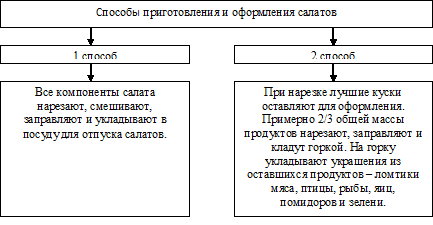 Способы приготовления и оформления салатов
1 способ
2 способ
Все компоненты салата
нарезают, смешивают,
заправляют и укладывают в
посуду для отпуска салатов.
При нарезке лучшие куски
оставляют для оформления.
Примерно 2/3 общей массы
продуктов нарезают, заправляют и
кладут горкой. На горку
укладывают украшения из
оставшихся продуктов – ломтики
мяса, птицы, рыбы, яиц,
помидоров и зелени.